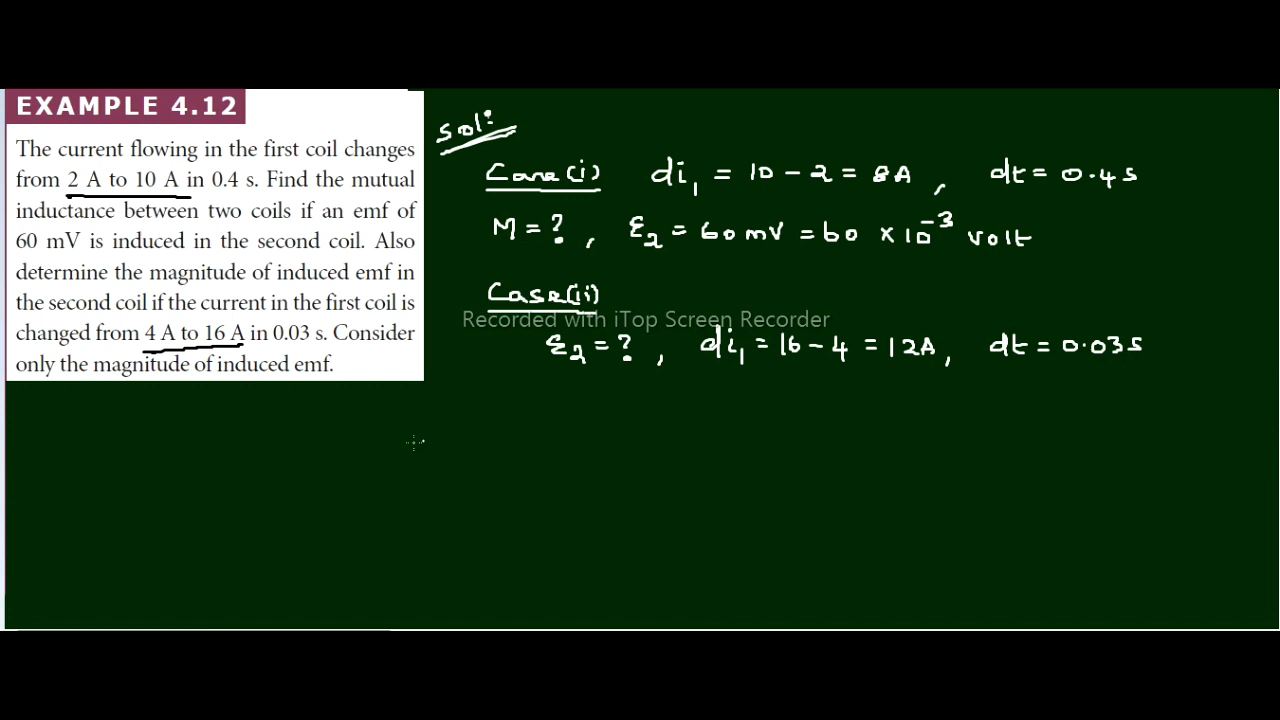 EXAMPLE 4.12
The current flowing in the first coil changes
from 2 A to 10 A in 0.4 s. Find the mutual
inductance between two coils if an emf of
60 mV is induced in the second coil. Also
determine the magnitude of induced emf in
the second coil if the current in the first coil is
changed from 4 A to 16 A in 0.03 s. Consider
only the magnitude of induced emf.
Sol:
Case(i) di₁ = 10 - 2 = 8A, dt = 0.4s
M = ?, ε₂ = 60mV = 60 × 10⁻³ volt
Case(ii)
Recorded with iTop Screen Recorder
ε₂ = ?, di₁ = 16 - 4 = 12A, dt = 0.03s